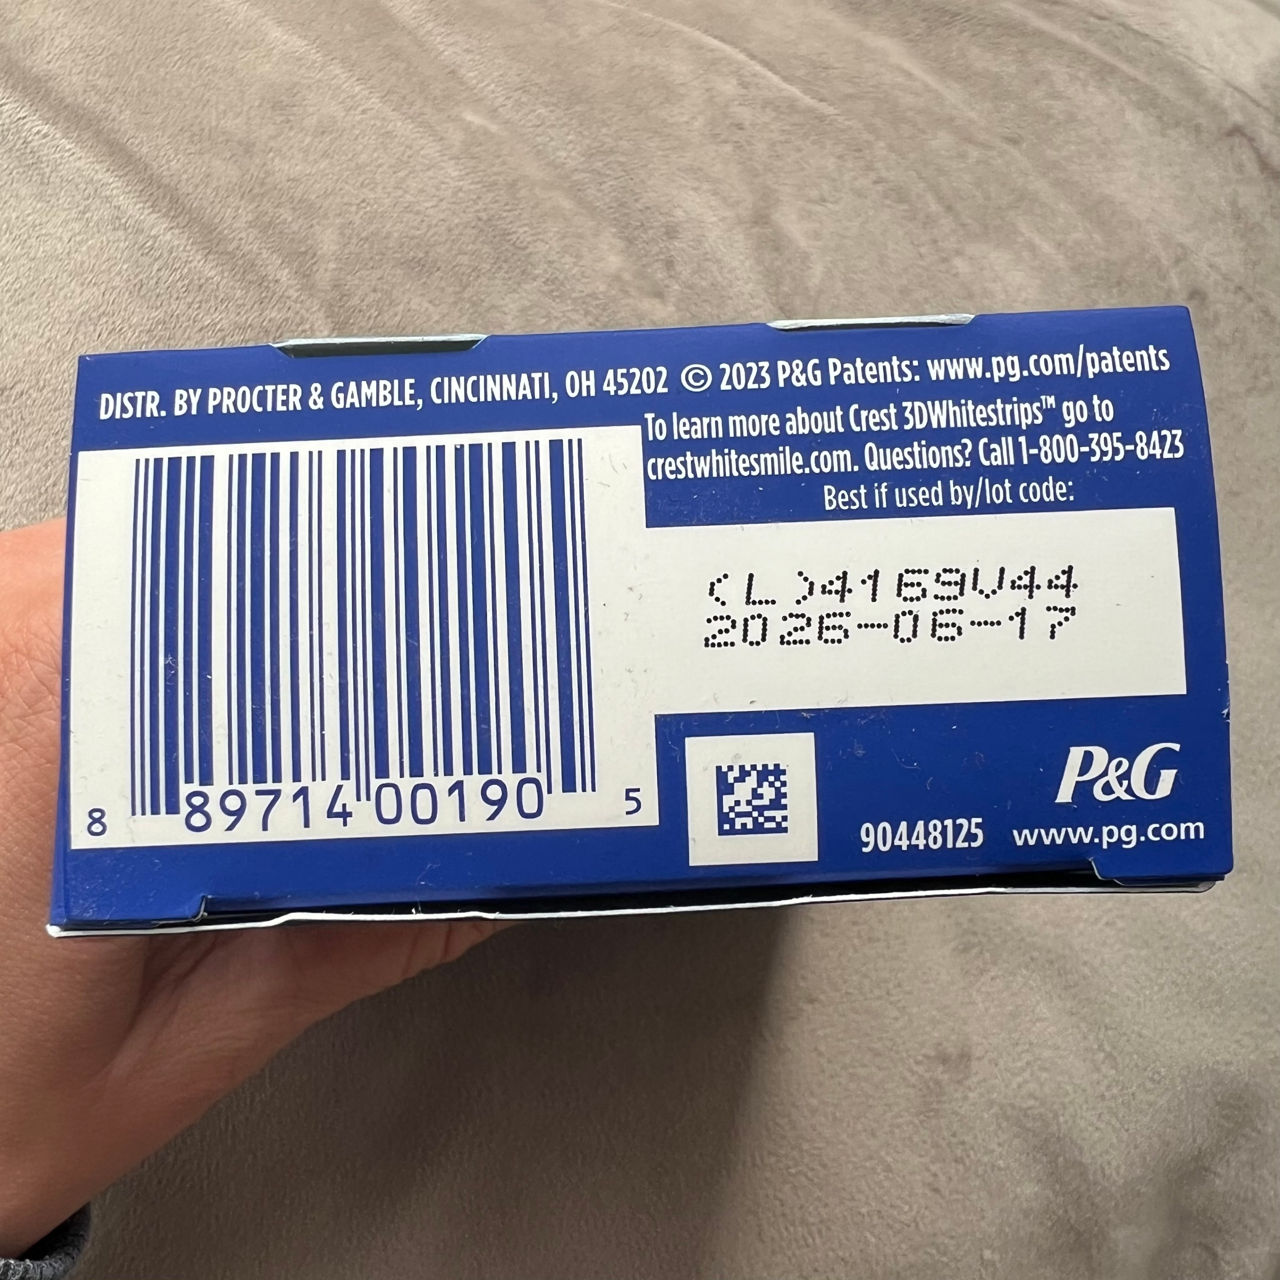 DISTR. BY PROCTER & GAMBLE, CINCINNATI, OH 45202 © 2023 P&G Patents: www.pg.com/patents
To learn more about Crest 3DWhitestrips™ go to
crestwhitesmile.com. Questions? Call 1-800-395-8423
Best if used by/lot code:
(L)4169V44
2026-06-17
8 89714 00190 5
P&G
90448125 www.pg.com